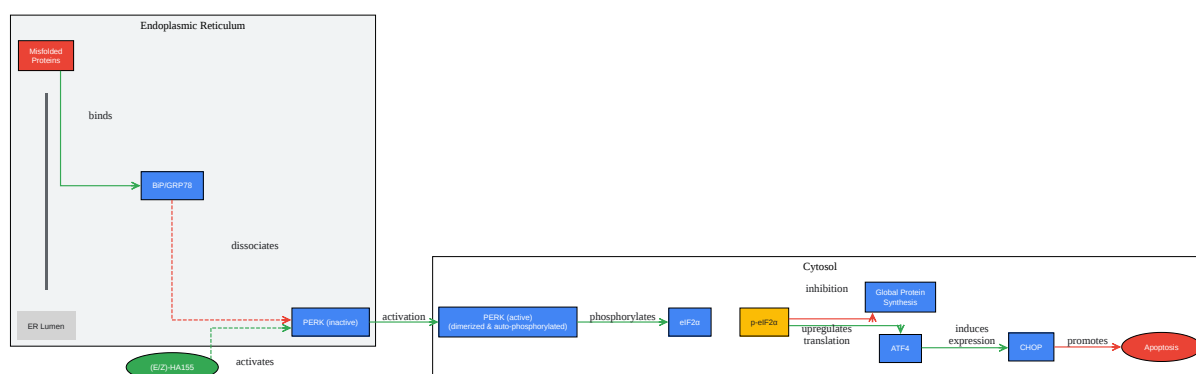 Endoplasmic Reticulum
Misfolded
Proteins
binds
BiP/GRP78
dissociates
ER Lumen
PERK (inactive)
activates
(E/Z)-HA155
activation
Cytosol
PERK (active)
(dimerized & auto-phosphorylated)
phosphorylates
eIF2α
p-eIF2α
inhibition
Global Protein
Synthesis
upregulates
translation
ATF4
induces
expression
CHOP
promotes
Apoptosis